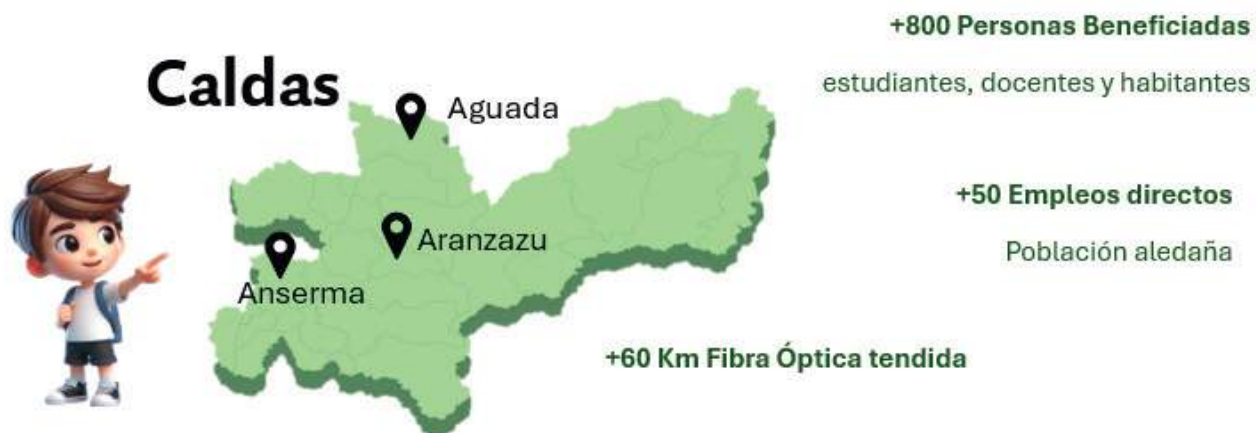 Caldas
Aguada
Aranzazu
Anserma
+800 Personas Beneficiadas
estudiantes, docentes y habitantes
+50 Empleos directos
Población aledaña
+60 Km Fibra Óptica tendida